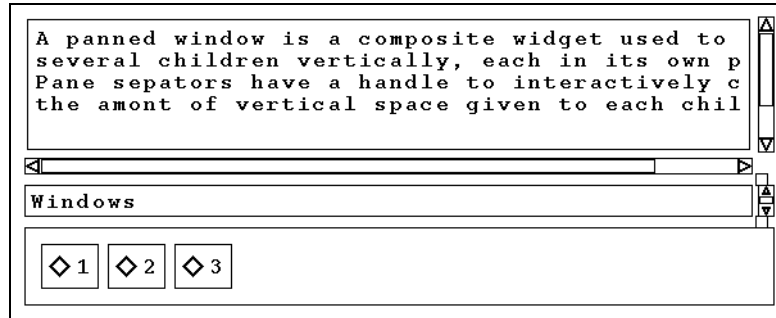 A panned window is a composite widget used to
several children vertically, each in its own p
Pane sepators have a handle to interactively c
the amont of vertical space given to each chil
Windows
1 2 3